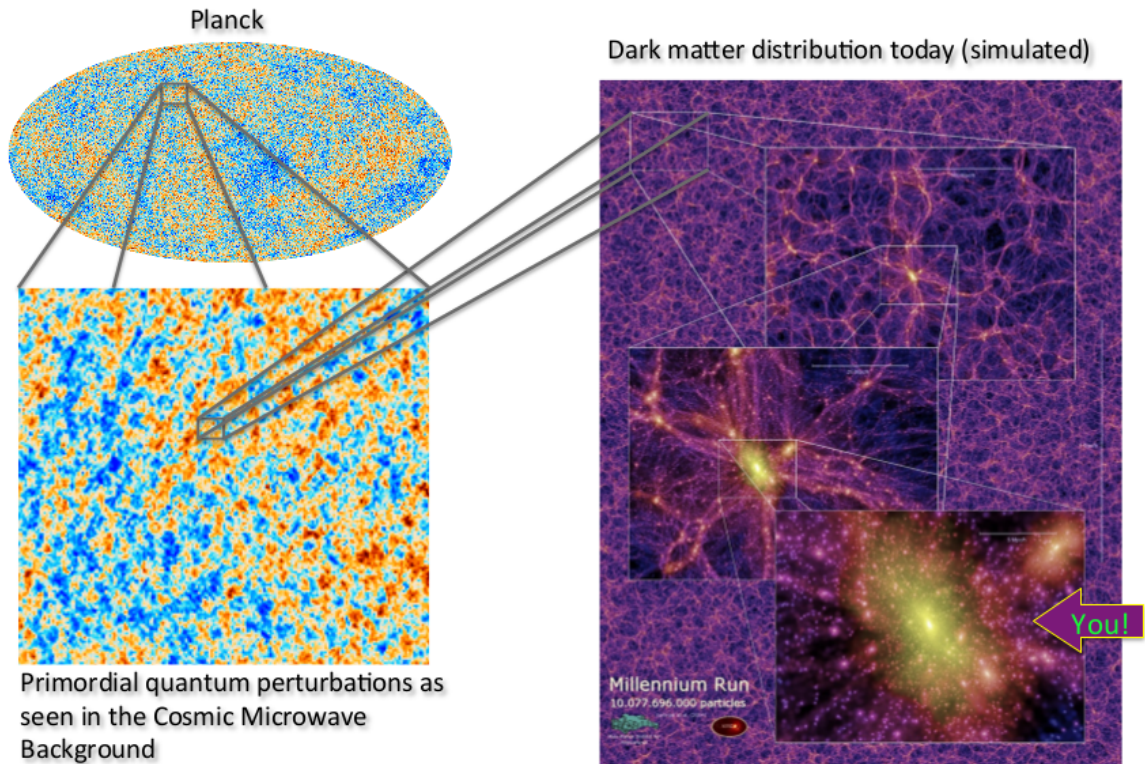 Planck
Dark matter distribution today (simulated)
You!
Millennium Run
10.077.696.000 particles
Primordial quantum perturbations as
seen in the Cosmic Microwave
Background